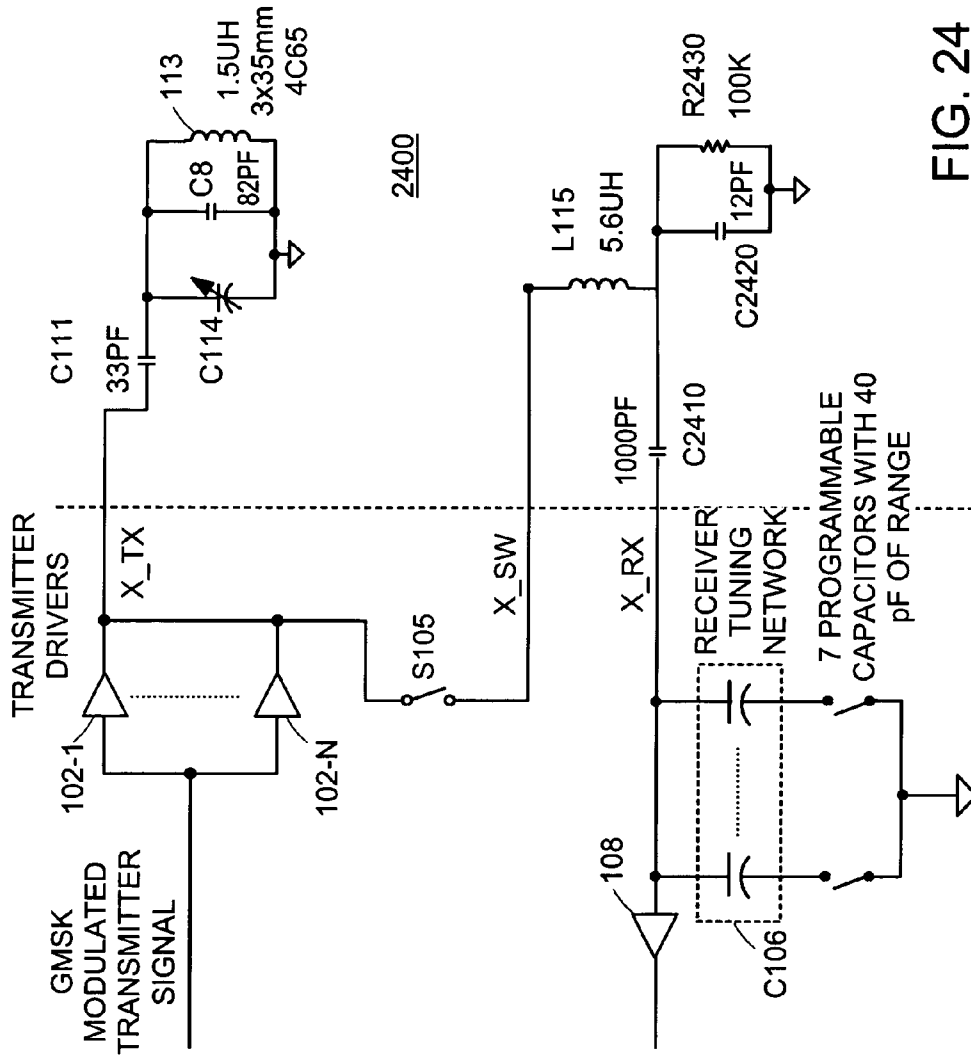 GMSK
MODULATED
TRANSMITTER
SIGNAL
TRANSMITTER
DRIVERS
102-1
102-N
X_TX
S105
X_SW
C111
33PF
C114
C8
82PF
113
1.5UH
3x35mm
4C65
2400
L115
5.6UH
R2430
100K
12PF
C2420
1000PF
C2410
X_RX
RECEIVER
TUNING
NETWORK
7 PROGRAMMABLE
CAPACITORS WITH 40
pF OF RANGE
108
C106
FIG. 24